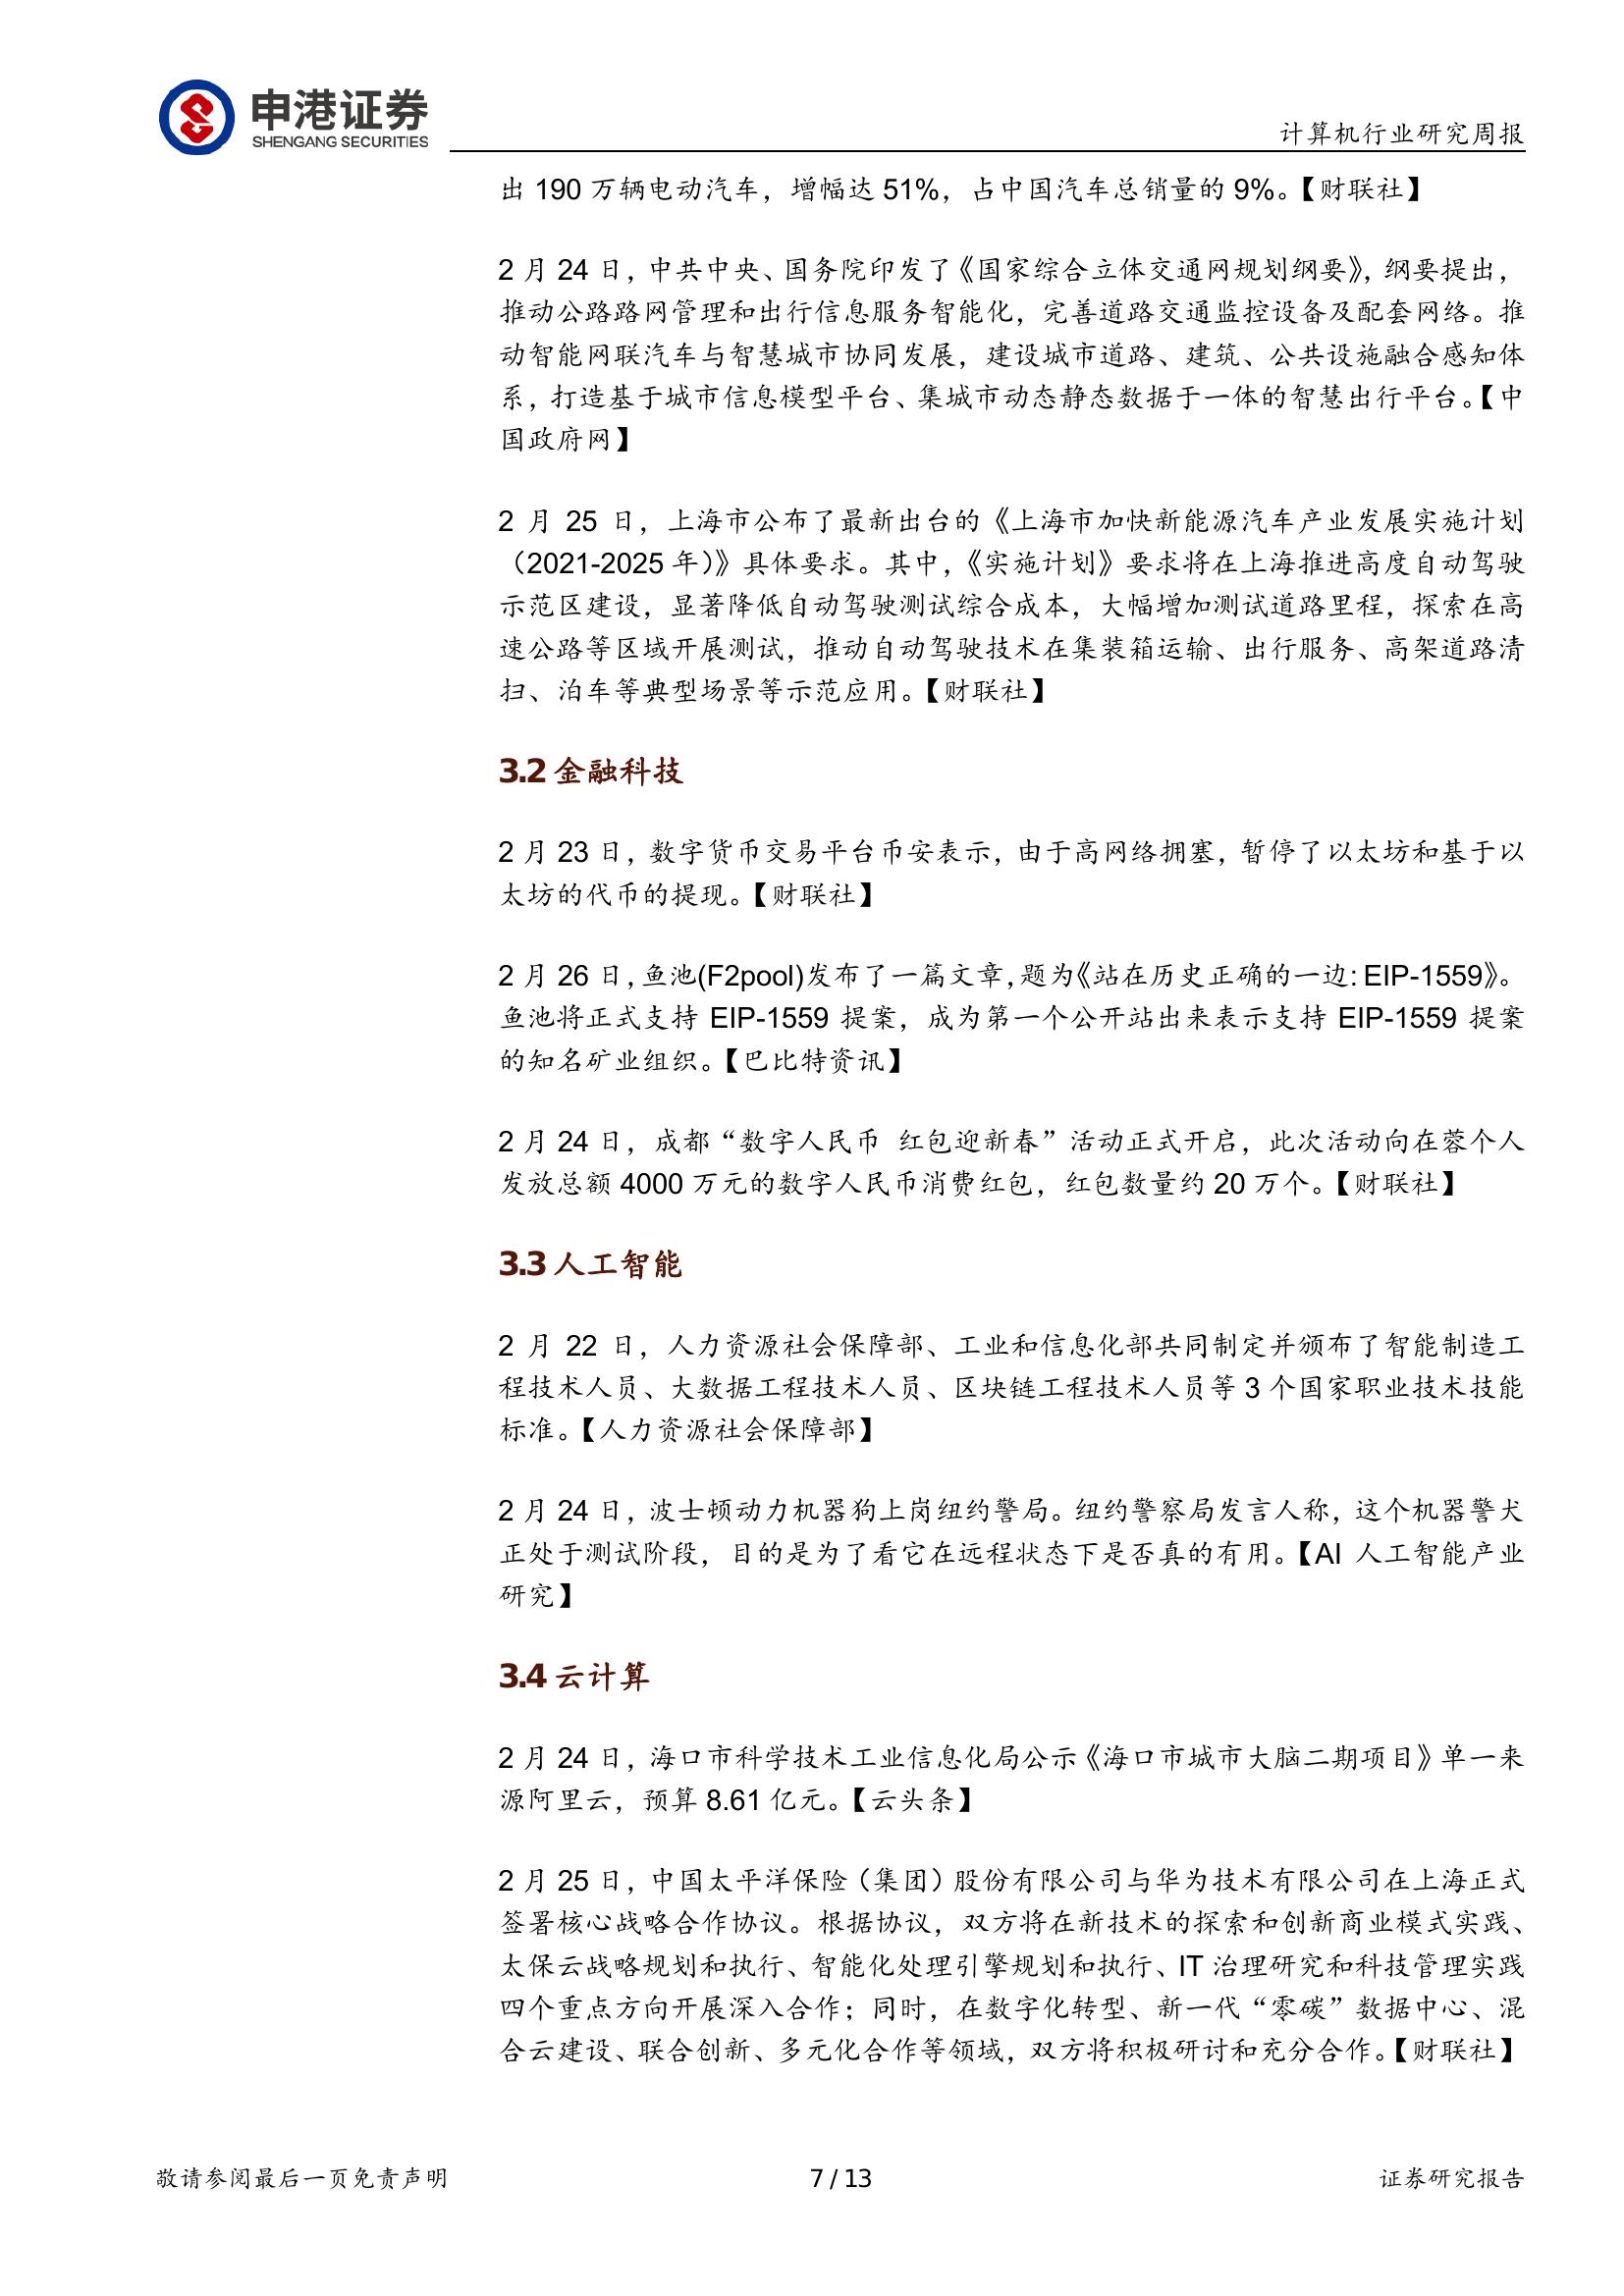 申港证券
SHENGANG SECURITIES
计算机行业研究周报
出 190 万辆电动汽车，增幅达 51%，占中国汽车总销量的 9%。【财联社】
2 月 24 日，中共中央、国务院印发了《国家综合立体交通网规划纲要》，纲要提出，
推动公路路网管理和出行信息服务智能化，完善道路交通监控设备及配套网络。推
动智能网联汽车与智慧城市协同发展，建设城市道路、建筑、公共设施融合感知体
系，打造基于城市信息模型平台、集城市动态静态数据于一体的智慧出行平台。【中
国政府网】
2 月 25 日，上海市公布了最新出台的《上海市加快新能源汽车产业发展实施计划
（2021-2025 年）》具体要求。其中，《实施计划》要求将在上海推进高度自动驾驶
示范区建设，显著降低自动驾驶测试综合成本，大幅增加测试道路里程，探索在高
速公路等区域开展测试，推动自动驾驶技术在集装箱运输、出行服务、高架道路清
扫、泊车等典型场景等示范应用。【财联社】
3.2 金融科技
2 月 23 日，数字货币交易平台币安表示，由于高网络拥塞，暂停了以太坊和基于以
太坊的代币的提现。【财联社】
2 月 26 日，鱼池(F2pool)发布了一篇文章，题为《站在历史正确的一边：EIP-1559》。
鱼池将正式支持 EIP-1559 提案，成为第一个公开站出来表示支持 EIP-1559 提案
的知名矿业组织。【巴比特资讯】
2 月 24 日，成都“数字人民币 红包迎新春”活动正式开启，此次活动向在蓉个人
发放总额 4000 万元的数字人民币消费红包，红包数量约 20 万个。【财联社】
3.3 人工智能
2 月 22 日，人力资源社会保障部、工业和信息化部共同制定并颁布了智能制造工
程技术人员、大数据工程技术人员、区块链工程技术人员等 3 个国家职业技术技能
标准。【人力资源社会保障部】
2 月 24 日，波士顿动力机器狗上岗纽约警局。纽约警察局发言人称，这个机器警犬
正处于测试阶段，目的是为了看它在远程状态下是否真的有用。【AI 人工智能产业
研究】
3.4 云计算
2 月 24 日，海口市科学技术工业信息化局公示《海口市城市大脑二期项目》单一来
源阿里云，预算 8.61 亿元。【云头条】
2 月 25 日，中国太平洋保险（集团）股份有限公司与华为技术有限公司在上海正式
签署核心战略合作协议。根据协议，双方将在新技术的探索和创新商业模式实践、
太保云战略规划和执行、智能化处理引擎规划和执行、IT 治理研究和科技管理实践
四个重点方向开展深入合作；同时，在数字化转型、新一代“零碳”数据中心、混
合云建设、联合创新、多元化合作等领域，双方将积极研讨和充分合作。【财联社】
敬请参阅最后一页免责声明
7 / 13
证券研究报告